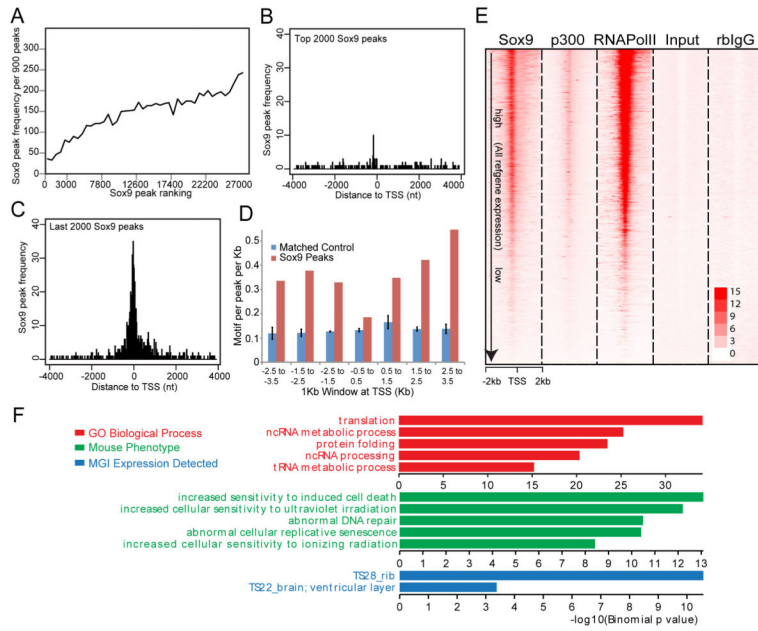 A
Sox9 peak frequency per 900 peaks
350
300
250
200
150
100
50
0
0 3000 7800 12600 17400 22200 27000
Sox9 peak ranking
B
Top 2000 Sox9 peaks
Sox9 peak frequency
40
30
20
10
0
-4000 -2000 0 2000 4000
Distance to TSS (nt)
C
Last 2000 Sox9 peaks
Sox9 peak frequency
40
30
20
10
0
-4000 -2000 0 2000 4000
Distance to TSS (nt)
D
Matched Control
Sox9 Peaks
Motif per peak per Kb
0.5
0.4
0.3
0.2
0.1
0
-2.5 to -1.5 to -1.5 to -0.5 to 0.5 to 1.5 to 2.5 to
-3.5 -2.5 -2.5 0.5 1.5 2.5 3.5
1Kb Window at TSS (Kb)
E
Sox9 p300 RNAPolII Input rbIgG
high
(All refgene expression)
low
15
12
9
6
3
0
-2kb TSS 2kb
F
GO Biological Process
Mouse Phenotype
MGI Expression Detected
translation
ncRNA metabolic process
protein folding
ncRNA processing
tRNA metabolic process
0 5 10 15 20 25 30
increased sensitivity to induced cell death
increased cellular sensitivity to ultraviolet irradiation
abnormal DNA repair
abnormal cellular replicative senescence
increased cellular sensitivity to ionizing radiation
0 1 2 3 4 5 6 7 8 9 10 11 12 13
TS28_rib
TS22_brain; ventricular layer
0 1 2 3 4 5 6 7 8 9 10
-log10(Binomial p value)